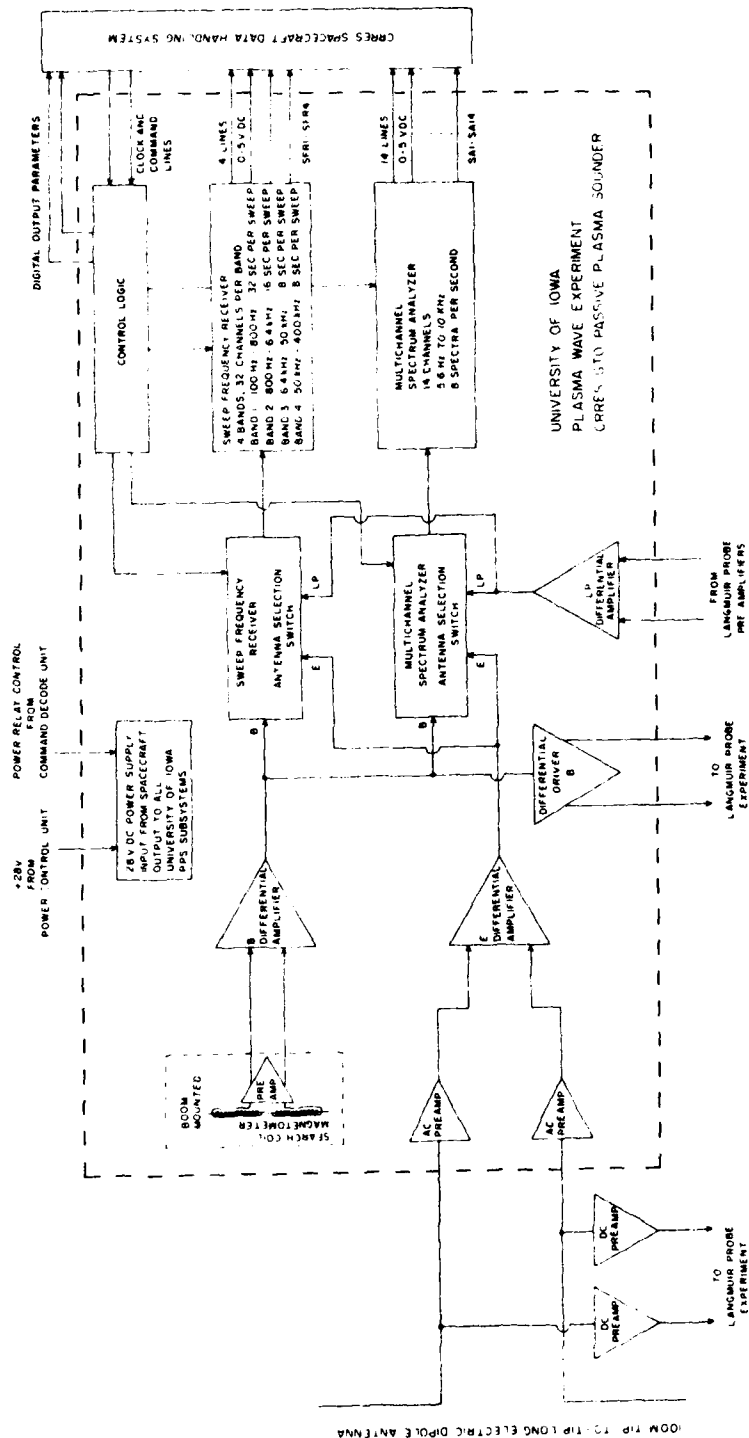 +28v
FROM
POWER CONTROL UNIT
POWER RELAY CONTROL
FROM
COMMAND DECODE UNIT
28V DC POWER SUPPLY
INPUT FROM SPACECRAFT
OUTPUT TO ALL
UNIVERSITY OF IOWA
PPS SUBSYSTEMS
DIGITAL OUTPUT PARAMETERS
CONTROL LOGIC
CLOCK AND
COMMAND
LINES
CRRES SPACECRAFT DATA HANDLING SYSTEM
BOOM
MOUNTED
SEARCH COIL
MAGNETOMETER
PRE
AMP
B
DIFFERENTIAL
AMPLIFIER
B
SWEEP FREQUENCY
RECEIVER
ANTENNA SELECTION
SWITCH
E
LP
SWEEP FREQUENCY RECEIVER
4 BANDS, 32 CHANNELS PER BAND
BAND 1 100 Hz - 800 Hz 32 SEC PER SWEEP
BAND 2 800 Hz - 6.4 kHz 16 SEC PER SWEEP
BAND 3 6.4 kHz 50 kHz 8 SEC PER SWEEP
BAND 4 50 kHz - 400 kHz 8 SEC PER SWEEP
4 LINES
0-5 V DC
SFR1-SFR4
B
MULTICHANNEL
SPECTRUM ANALYZER
ANTENNA SELECTION
SWITCH
E
LP
MULTICHANNEL
SPECTRUM ANALYZER
14 CHANNELS
5.6 Hz TO 10 kHz
8 SPECTRA PER SECOND
14 LINES
0-5 VDC
SA1-SA14
100M TIP-TO-TIP LONG ELECTRIC DIPOLE ANTENNA
AC
PREAMP
AC
PREAMP
E
DIFFERENTIAL
AMPLIFIER
DIFFERENTIAL
DRIVER
B
LP
DIFFERENTIAL
AMPLIFIER
DC
PREAMP
DC
PREAMP
TO
LANGMUIR PROBE
EXPERIMENT
TO
LANGMUIR PROBE
EXPERIMENT
FROM
LANGMUIR PROBE
PRE AMPLIFIERS
UNIVERSITY OF IOWA
PLASMA WAVE EXPERIMENT
CRRES GTO PASSIVE PLASMA SOUNDER